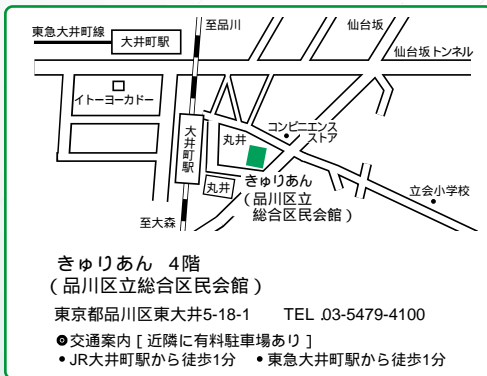 至品川
仙台坂
東急大井町線
大井町駅
仙台坂トンネル
イトーヨーカドー
大井町駅
丸井
コンビニエンス
ストア
丸井
きゅりあん
(品川区立
総合区民会館)
立会小学校
至大森
きゅりあん 4階
(品川区立総合区民会館)
東京都品川区東大井5-18-1 TEL .03-5479-4100
◎交通案内 [ 近隣に有料駐車場あり ]
•JR大井町駅から徒歩1分 •東急大井町駅から徒歩1分